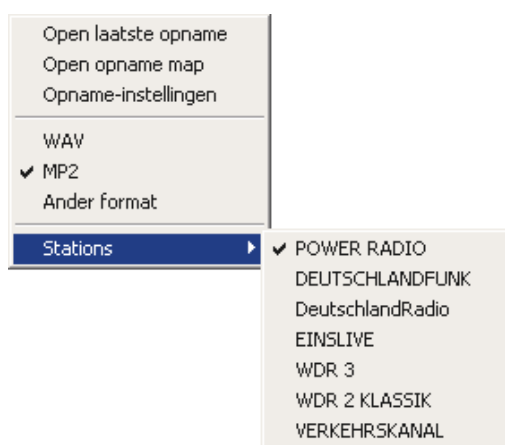 Open laatste opname
Open opname map
Opname-instellingen
WAV
MP2
Ander format
Stations
POWER RADIO
DEUTSCHLANDFUNK
DeutschlandRadio
EINSLIVE
WDR 3
WDR 2 KLASSIK
VERKEHRSKANAL